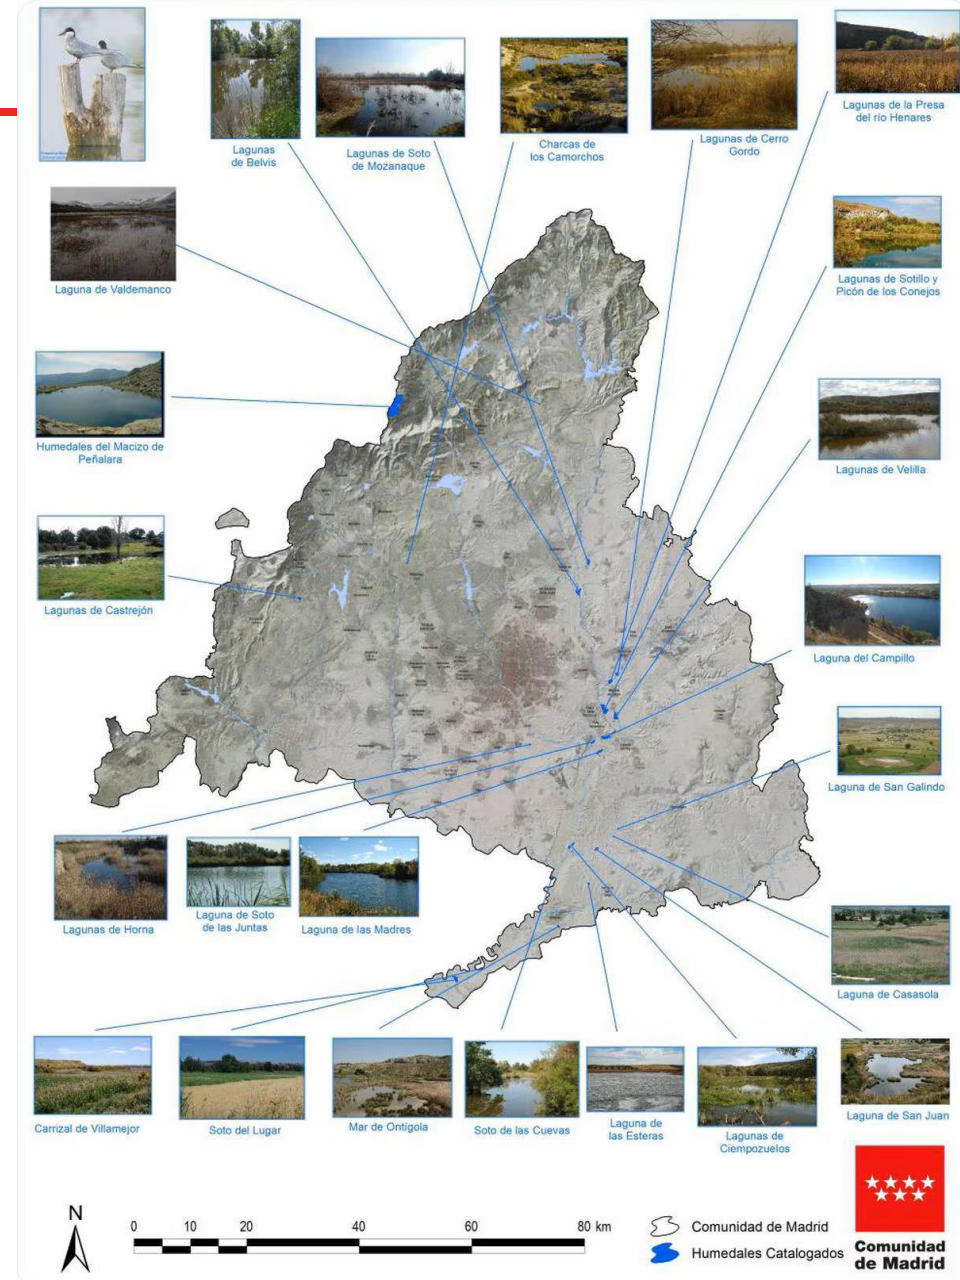 Lagunas
de Belvis
Lagunas de Soto
de Mozanaque
Charcas de
los Camorchos
Lagunas de Cerro
Gordo
Lagunas de la Presa
del río Henares
Laguna de Valdemanco
Lagunas de Sotillo y
Picón de los Conejos
Humedales del Macizo de
Peñalara
Lagunas de Velilla
Lagunas de Castrejón
Laguna del Campillo
Laguna de San Galindo
Lagunas de Horna
Laguna de Soto
de las Juntas
Laguna de las Madres
Laguna de Casasola
Carrizal de Villamejor
Soto del Lugar
Mar de Ontígola
Soto de las Cuevas
Laguna de
las Esteras
Lagunas de
Ciempozuelos
Laguna de San Juan
N
0 10 20 40 60 80 km
Comunidad de Madrid
Humedales Catalogados
Comunidad
de Madrid